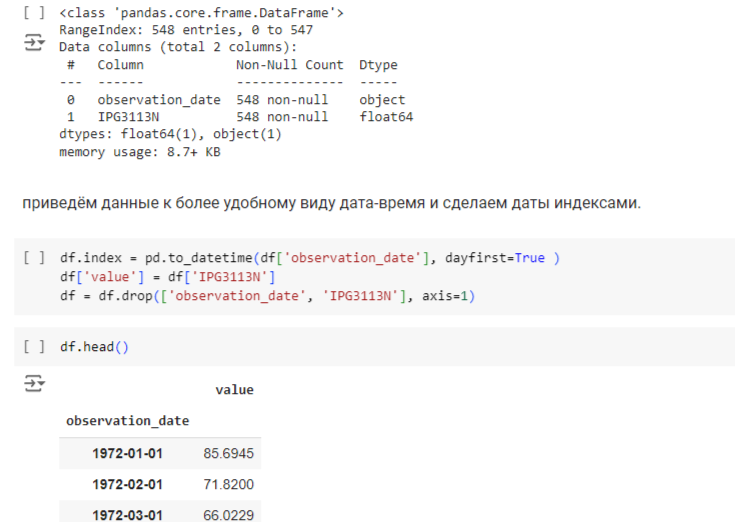 [ ] <class 'pandas.core.frame.DataFrame'>
RangeIndex: 548 entries, 0 to 547
Data columns (total 2 columns):
 #   Column            Non-Null Count  Dtype
---  ------            --------------  -----
 0   observation_date  548 non-null    object
 1   IPG3113N          548 non-null    float64
dtypes: float64(1), object(1)
memory usage: 8.7+ KB
приведём данные к более удобному виду дата-время и сделаем даты индексами.
[ ] df.index = pd.to_datetime(df['observation_date'], dayfirst=True )
df['value'] = df['IPG3113N']
df = df.drop(['observation_date', 'IPG3113N'], axis=1)
[ ] df.head()
value
observation_date
1972-01-01 85.6945
1972-02-01 71.8200
1972-03-01 66.0229